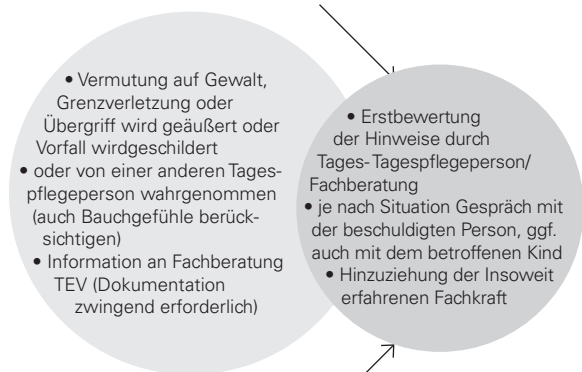 • Vermutung auf Gewalt,
Grenzverletzung oder
Übergriff wird geäußert oder
Vorfall wirdgeschildert
• oder von einer anderen Tages-
pflegeperson wahrgenommen
(auch Bauchgefühle berück-
sichtigen)
• Information an Fachberatung
TEV (Dokumentation
zwingend erforderlich)
• Erstbewertung
der Hinweise durch
Tages-Tagespflegeperson/
Fachberatung
• je nach Situation Gespräch mit
der beschuldigten Person, ggf.
auch mit dem betroffenen Kind
• Hinzuziehung der Insoweit
erfahrenen Fachkraft